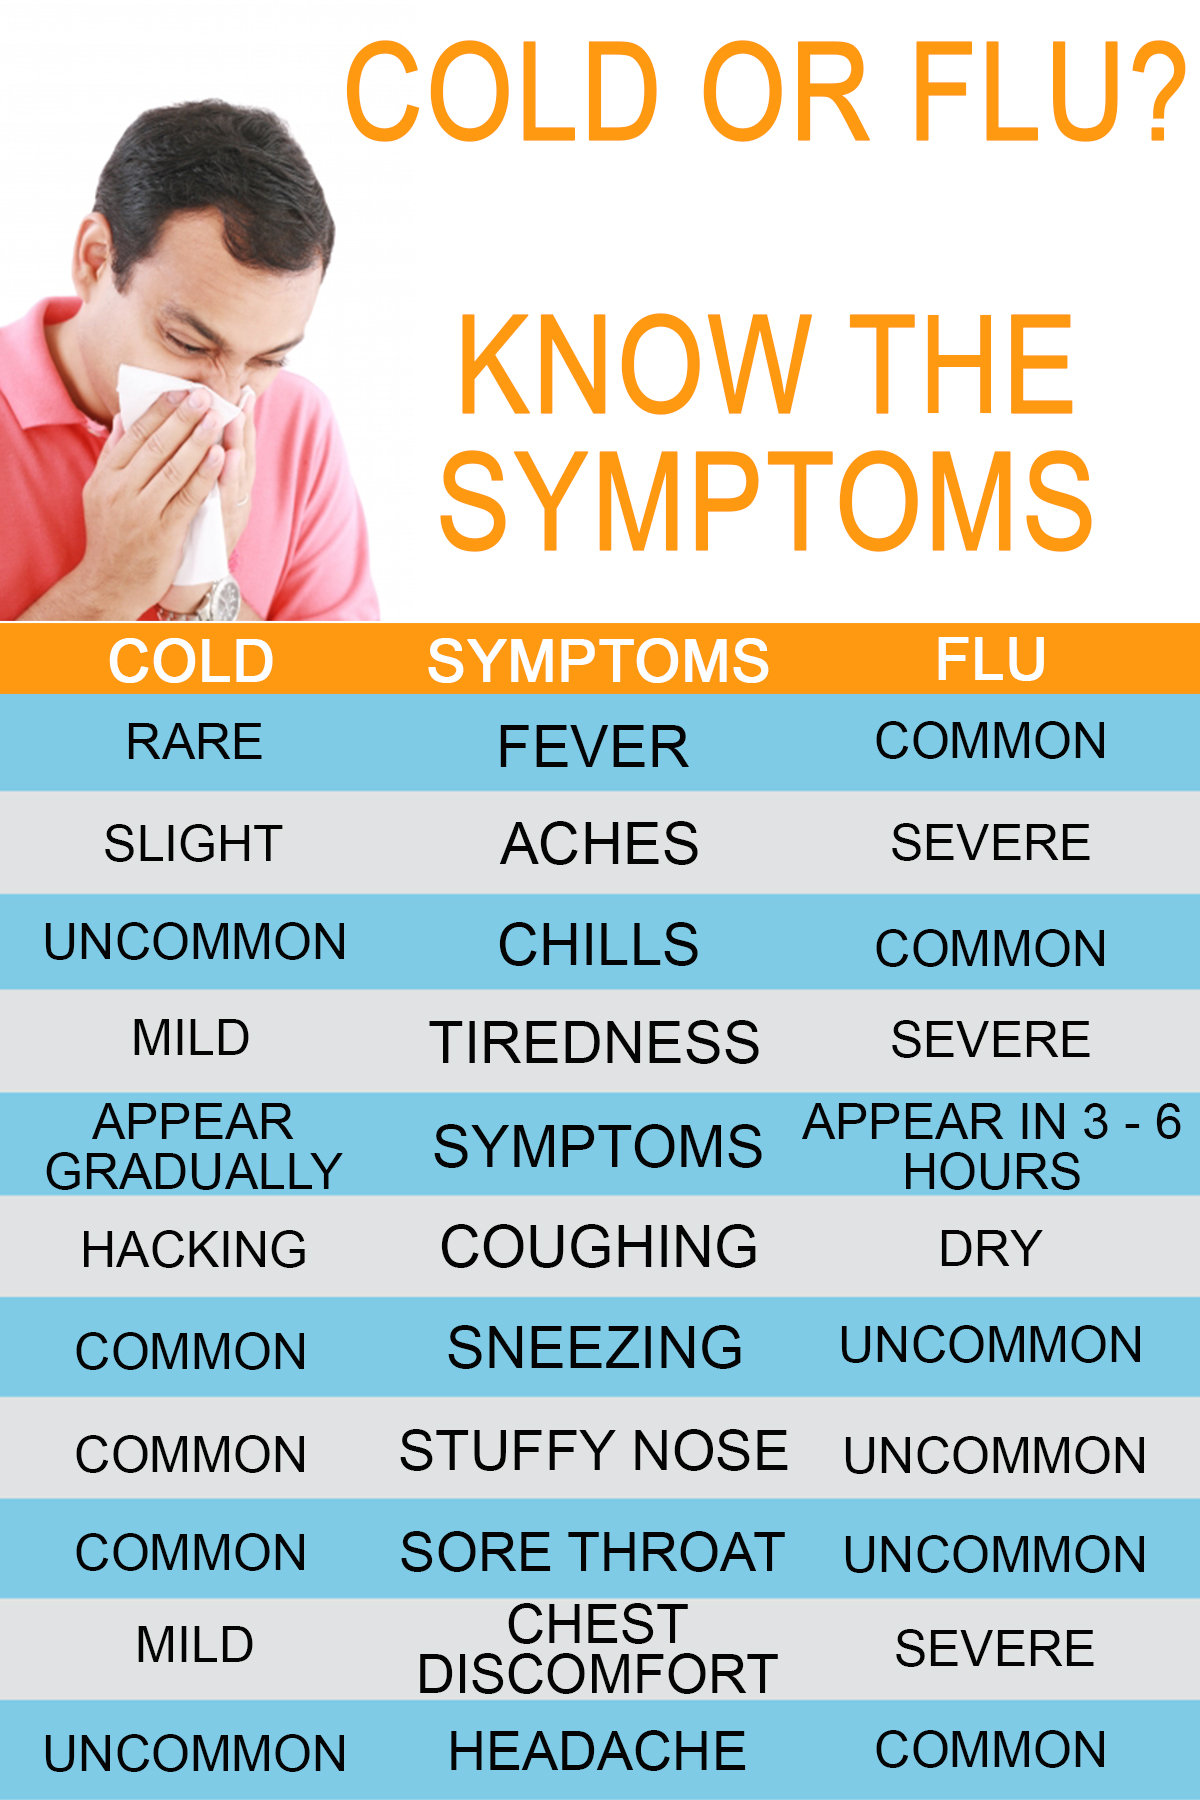 COLD OR FLU?
KNOW THE
SYMPTOMS
COLD SYMPTOMS FLU
RARE FEVER COMMON
SLIGHT ACHES SEVERE
UNCOMMON CHILLS COMMON
MILD TIREDNESS SEVERE
APPEAR
GRADUALLY
SYMPTOMS
APPEAR IN 3 - 6
HOURS
HACKING COUGHING DRY
COMMON SNEEZING UNCOMMON
COMMON STUFFY NOSE UNCOMMON
COMMON SORE THROAT UNCOMMON
MILD
CHEST
DISCOMFORT
SEVERE
UNCOMMON HEADACHE COMMON